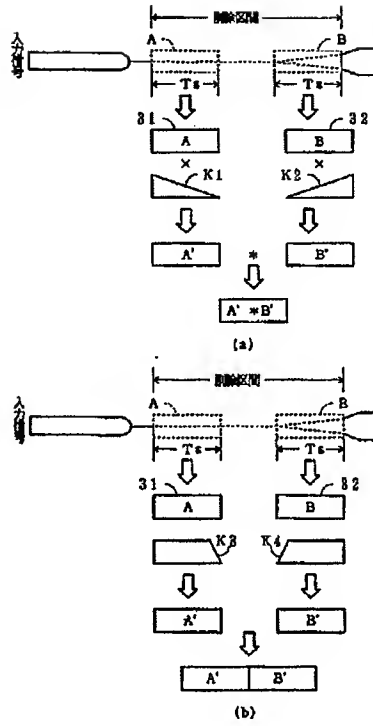 削除区間
A B
入力信号
Ts Ts
31 32
A B
× ×
K1 K2
A' * B'
A' * B'
(a)
削除区間
A B
入力信号
Ts Ts
31 32
A B
K3 K4
A' B'
A' B'
(b)